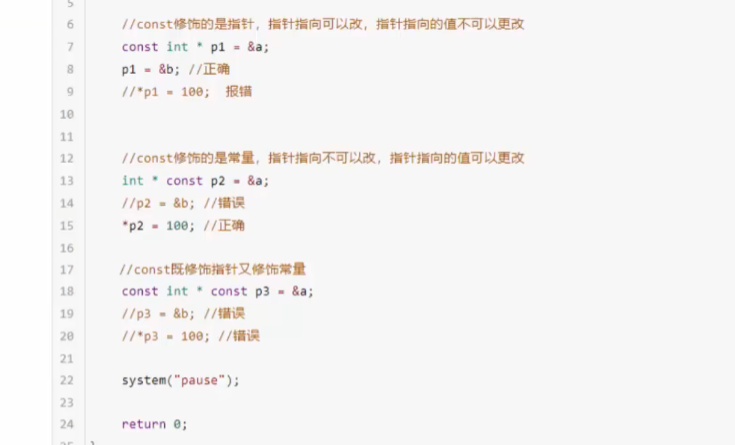 5
6 //const修饰的是指针，指针指向可以改，指针指向的值不可以更改
7 const int * p1 = &a;
8 p1 = &b; //正确
9 //*p1 = 100;  报错
10
11
12 //const修饰的是常量，指针指向不可以改，指针指向的值可以更改
13 int * const p2 = &a;
14 //p2 = &b; //错误
15 *p2 = 100; //正确
16
17 //const既修饰指针又修饰常量
18 const int * const p3 = &a;
19 //p3 = &b; //错误
20 //*p3 = 100; //错误
21
22 system("pause");
23
24 return 0;
25 }